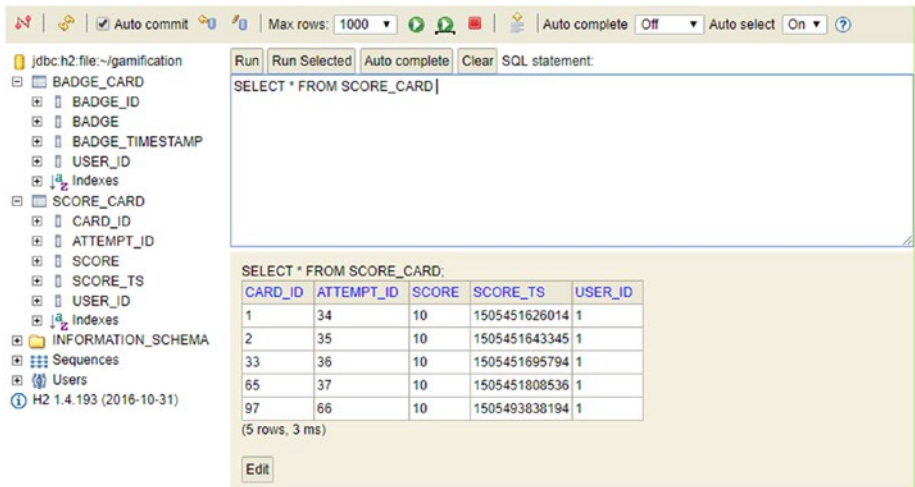 Auto commit Max rows: 1000 Auto complete Off Auto select On
jdbc:h2:file:~/gamification
BADGE_CARD
BADGE_ID
BADGE
BADGE_TIMESTAMP
USER_ID
Indexes
SCORE_CARD
CARD_ID
ATTEMPT_ID
SCORE
SCORE_TS
USER_ID
Indexes
INFORMATION_SCHEMA
Sequences
Users
H2 1.4.193 (2016-10-31)
Run Run Selected Auto complete Clear SQL statement:
SELECT * FROM SCORE_CARD
SELECT * FROM SCORE_CARD;
CARD_ID ATTEMPT_ID SCORE SCORE_TS USER_ID
1 34 10 1505451626014 1
2 35 10 1505451643345 1
33 36 10 1505451695794 1
65 37 10 1505451808536 1
97 66 10 1505493838194 1
(5 rows, 3 ms)
Edit